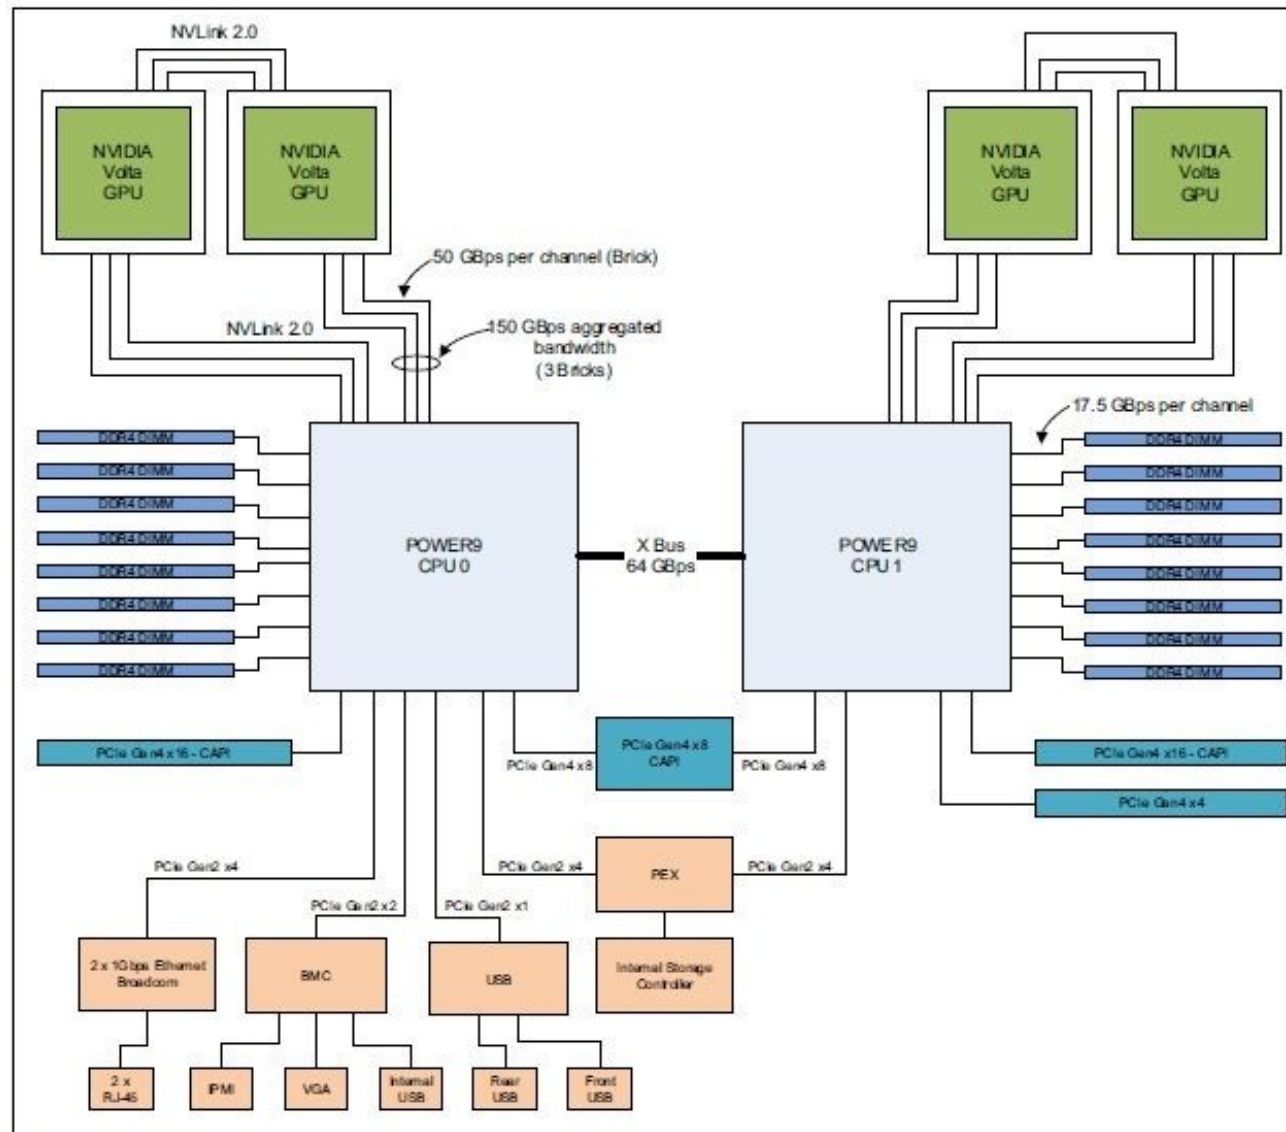 NVLink 2.0
NVIDIA
Volta
GPU
NVIDIA
Volta
GPU
NVIDIA
Volta
GPU
NVIDIA
Volta
GPU
50 GBps per channel (Brick)
NVLink 2.0
150 GBps aggregated
bandwidth
(3 Bricks)
17.5 GBps per channel
DDR4 DIMM
DDR4 DIMM
DDR4 DIMM
DDR4 DIMM
DDR4 DIMM
DDR4 DIMM
DDR4 DIMM
DDR4 DIMM
POWER9
CPU 0
X Bus
64 GBps
POWER9
CPU 1
DDR4 DIMM
DDR4 DIMM
DDR4 DIMM
DDR4 DIMM
DDR4 DIMM
DDR4 DIMM
DDR4 DIMM
DDR4 DIMM
PCIe Gen4 x16 - CAPI
PCIe Gen4 x8
PCIe Gen4 x8
CAPI
PCIe Gen4 x8
PCIe Gen4 x16 - CAPI
PCIe Gen4 x4
PCIe Gen2 x4
PCIe Gen2 x4
PEX
PCIe Gen2 x4
PCIe Gen2 x2
PCIe Gen2 x1
2 x 1Gbps Ethernet
Broadcom
BMC
USB
Internal Storage
Controller
2 x
RJ-45
IPMI
VGA
Internal
USB
Rear
USB
Front
USB